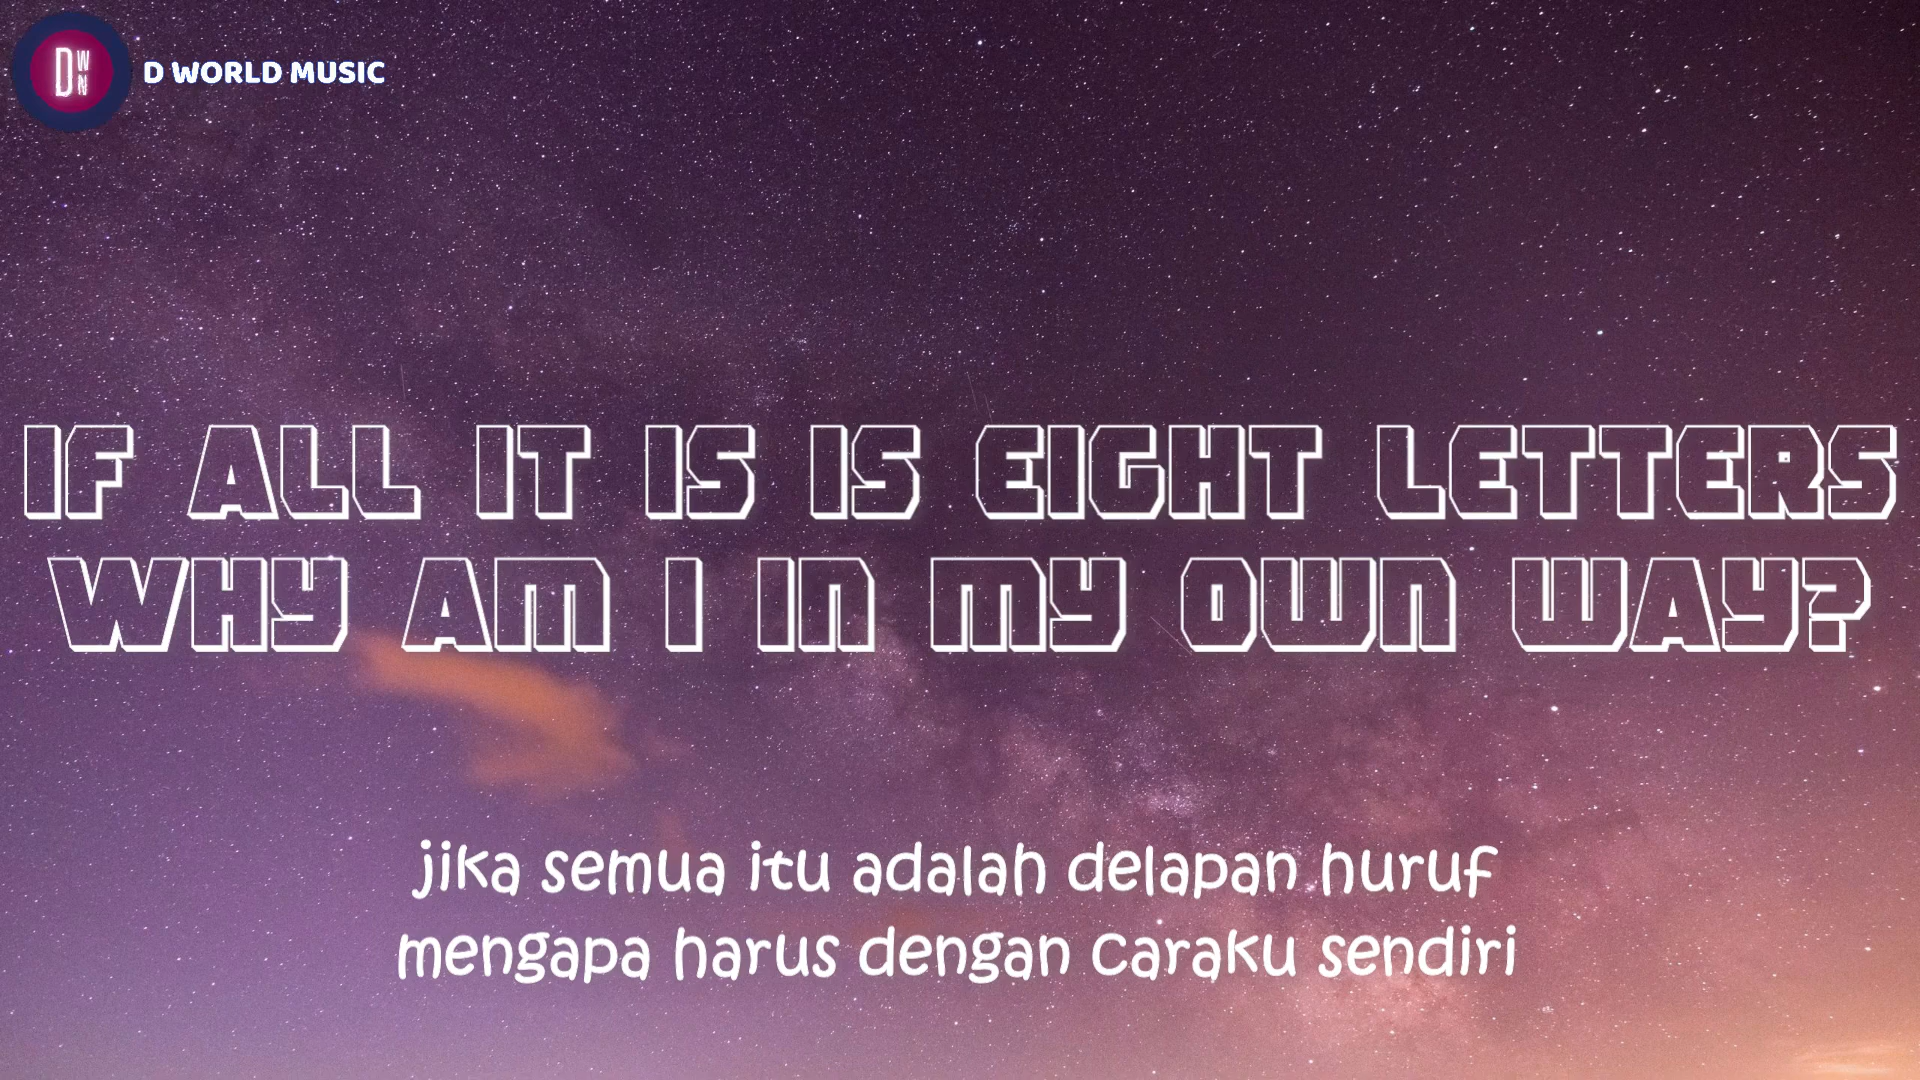 D WN
D WORLD MUSIC
IF ALL IT IS IS EIGHT LETTERS
WHY AM I IN MY OWN WAY?
jika semua itu adalah delapan huruf
mengapa harus dengan caraku sendiri